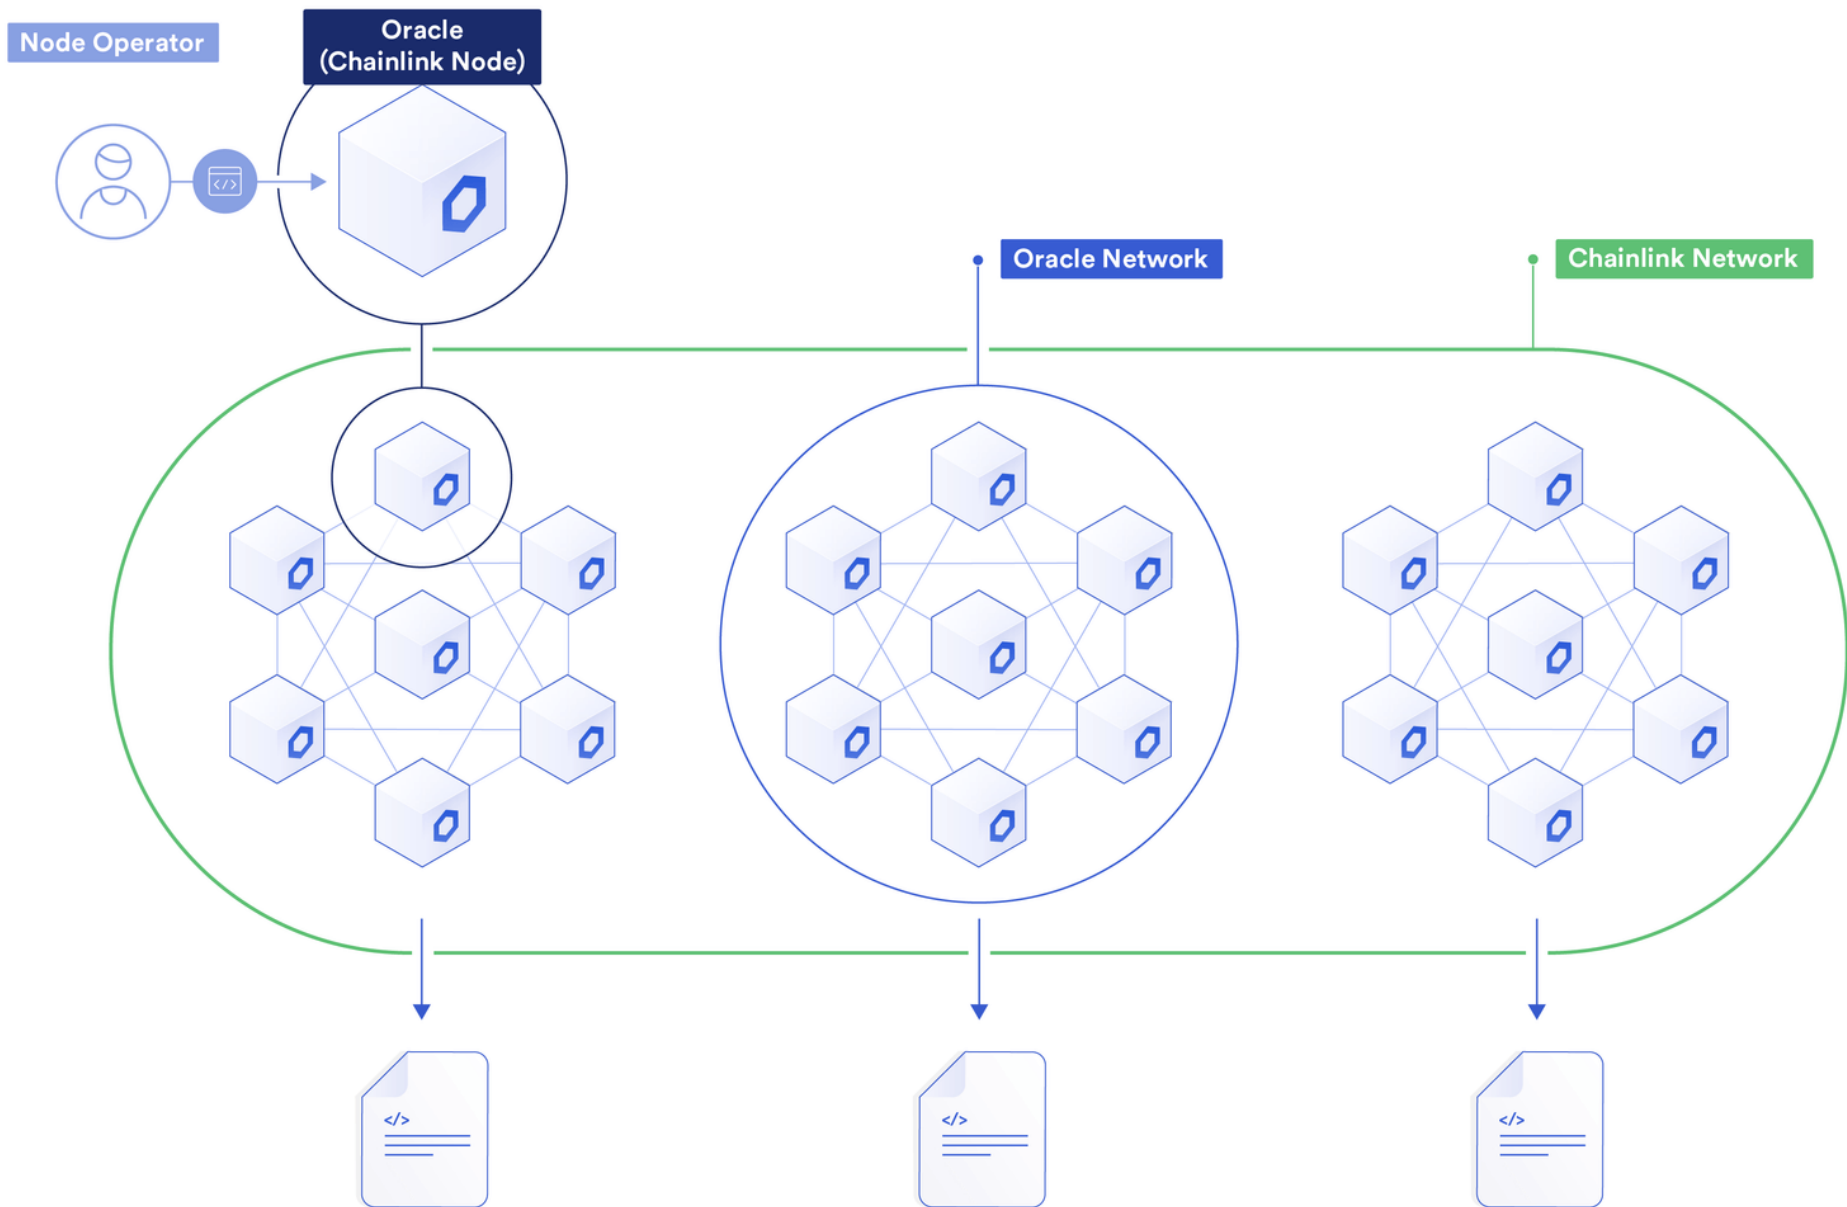 Node Operator
Oracle
(Chainlink Node)
</>
Oracle Network
Chainlink Network
</>
</>
</>